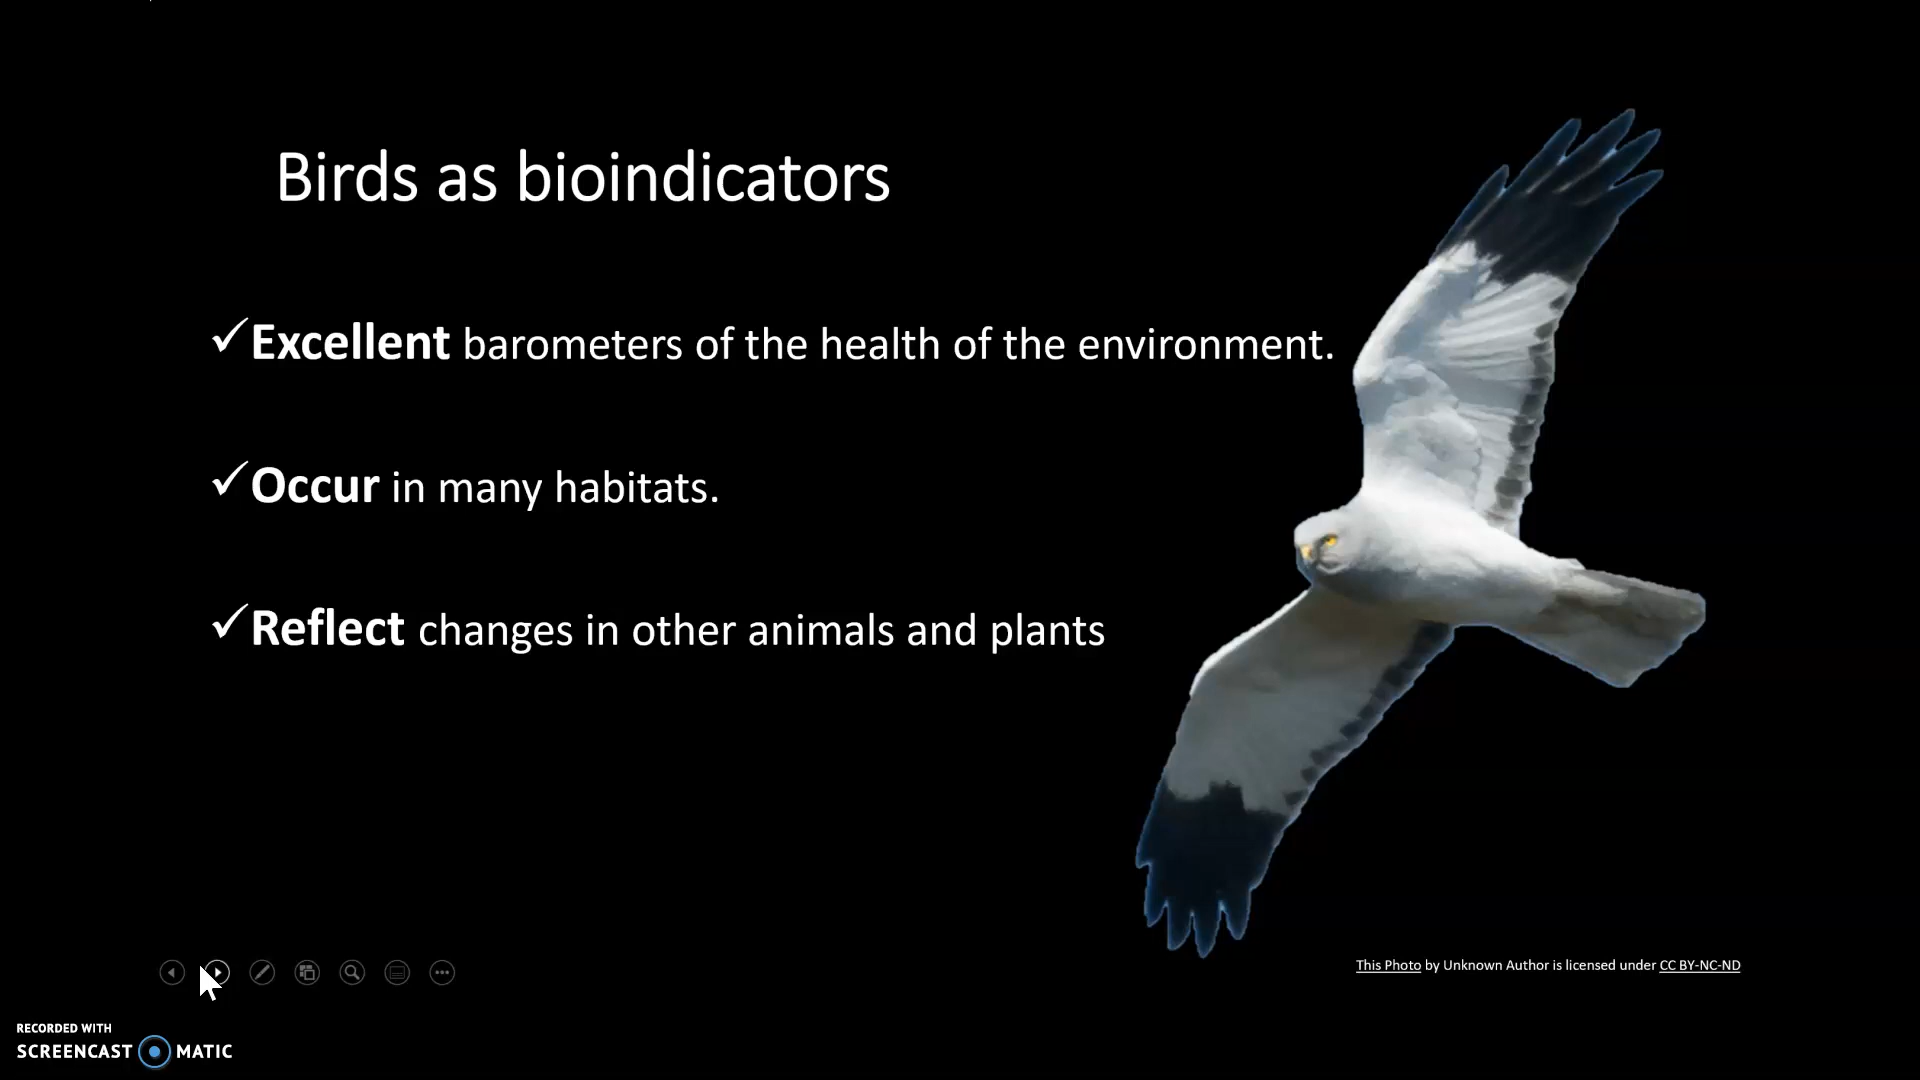 Birds as bioindicators
✓Excellent barometers of the health of the environment.
✓Occur in many habitats.
✓Reflect changes in other animals and plants
This Photo by Unknown Author is licensed under CC BY-NC-ND
RECORDED WITH
SCREENCAST MATIC